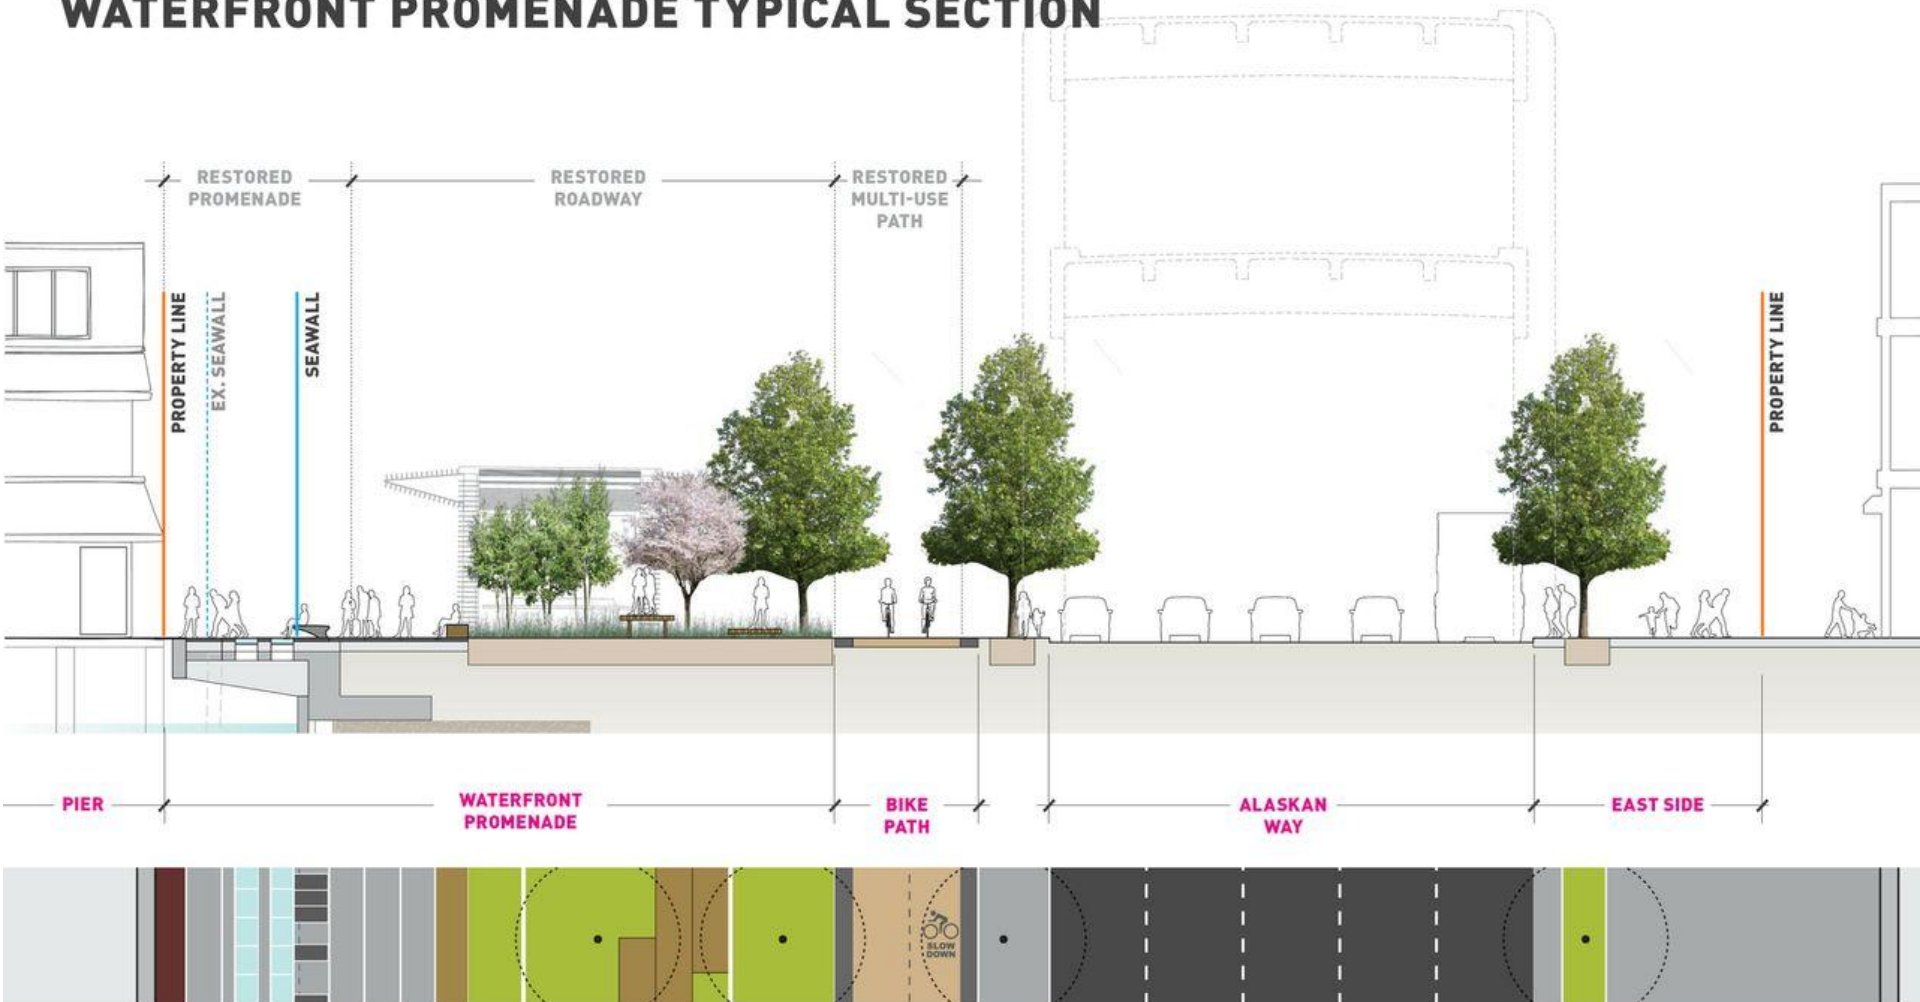 WATERFRONT PROMENADE TYPICAL SECTION
RESTORED
PROMENADE
RESTORED
ROADWAY
RESTORED
MULTI-USE
PATH
PROPERTY LINE
EX. SEAWALL
SEAWALL
PROPERTY LINE
PIER
WATERFRONT
PROMENADE
BIKE
PATH
ALASKAN
WAY
EAST SIDE
SLOW
DOWN